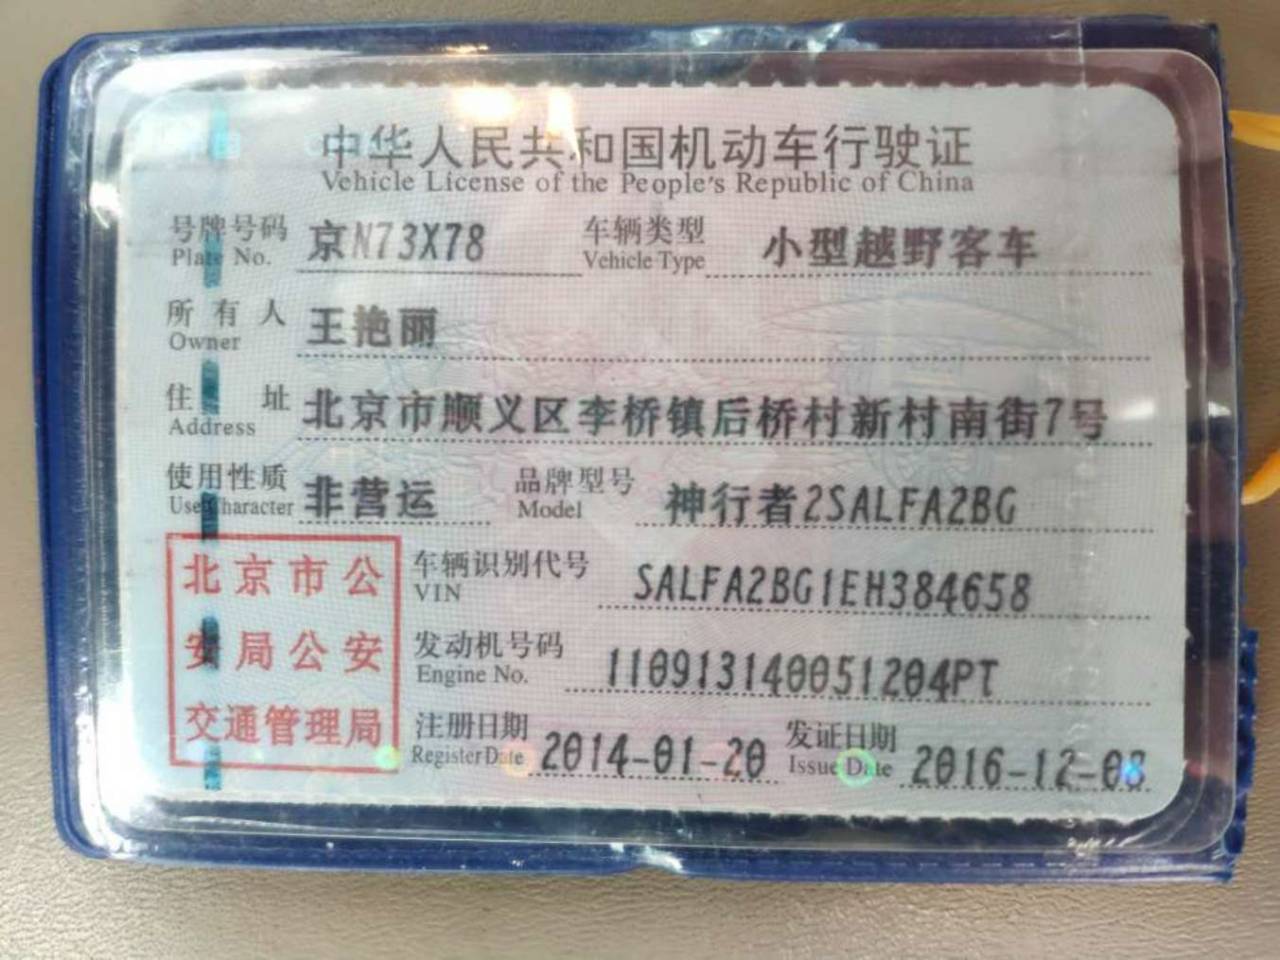 中华人民共和国机动车行驶证
Vehicle License of the People's Republic of China
号牌号码 京N73X78 车辆类型 小型越野客车
Plate No. Vehicle Type
所有人 王艳丽
Owner
住址 北京市顺义区李桥镇后桥村新村南街7号
Address
使用性质 非营运 品牌型号 神行者2SALFA2BG
Use Character Model
北京市公
安局公安
交通管理局
车辆识别代号 SALFA2BG1EH384658
VIN
发动机号码 110913140051204PT
Engine No.
注册日期 2014-01-20 发证日期 2016-12-08
Register Date Issue Date